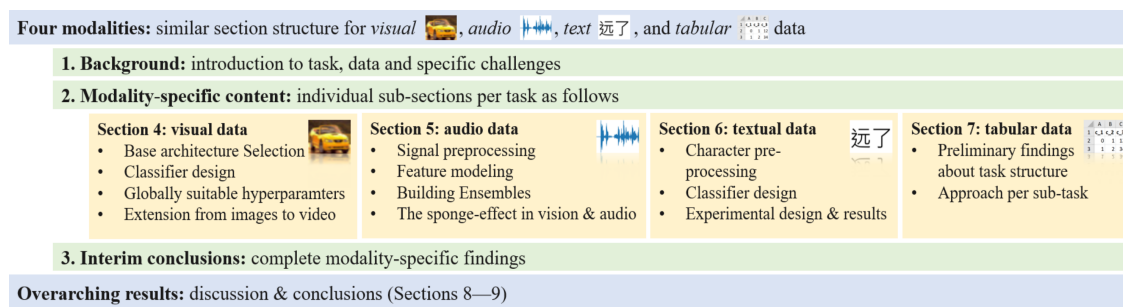 Four modalities: similar section structure for visual , audio , text 远了 , and tabular data
1. Background: introduction to task, data and specific challenges
2. Modality-specific content: individual sub-sections per task as follows
Section 4: visual data
• Base architecture Selection
• Classifier design
• Globally suitable hyperparamters
• Extension from images to video
Section 5: audio data
• Signal preprocessing
• Feature modeling
• Building Ensembles
• The sponge-effect in vision & audio
Section 6: textual data
远了
• Character pre-
processing
• Classifier design
• Experimental design & results
Section 7: tabular data
• Preliminary findings
about task structure
• Approach per sub-task
3. Interim conclusions: complete modality-specific findings
Overarching results: discussion & conclusions (Sections 8—9)